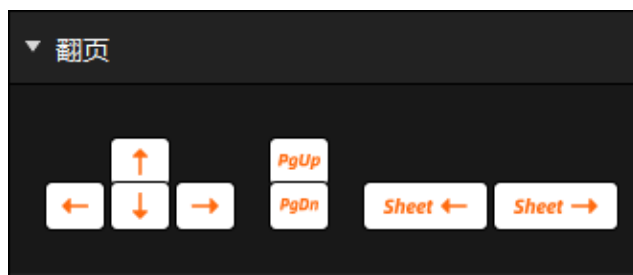 翻页
↑ PgUp
← ↓ → PgDn Sheet ← Sheet →